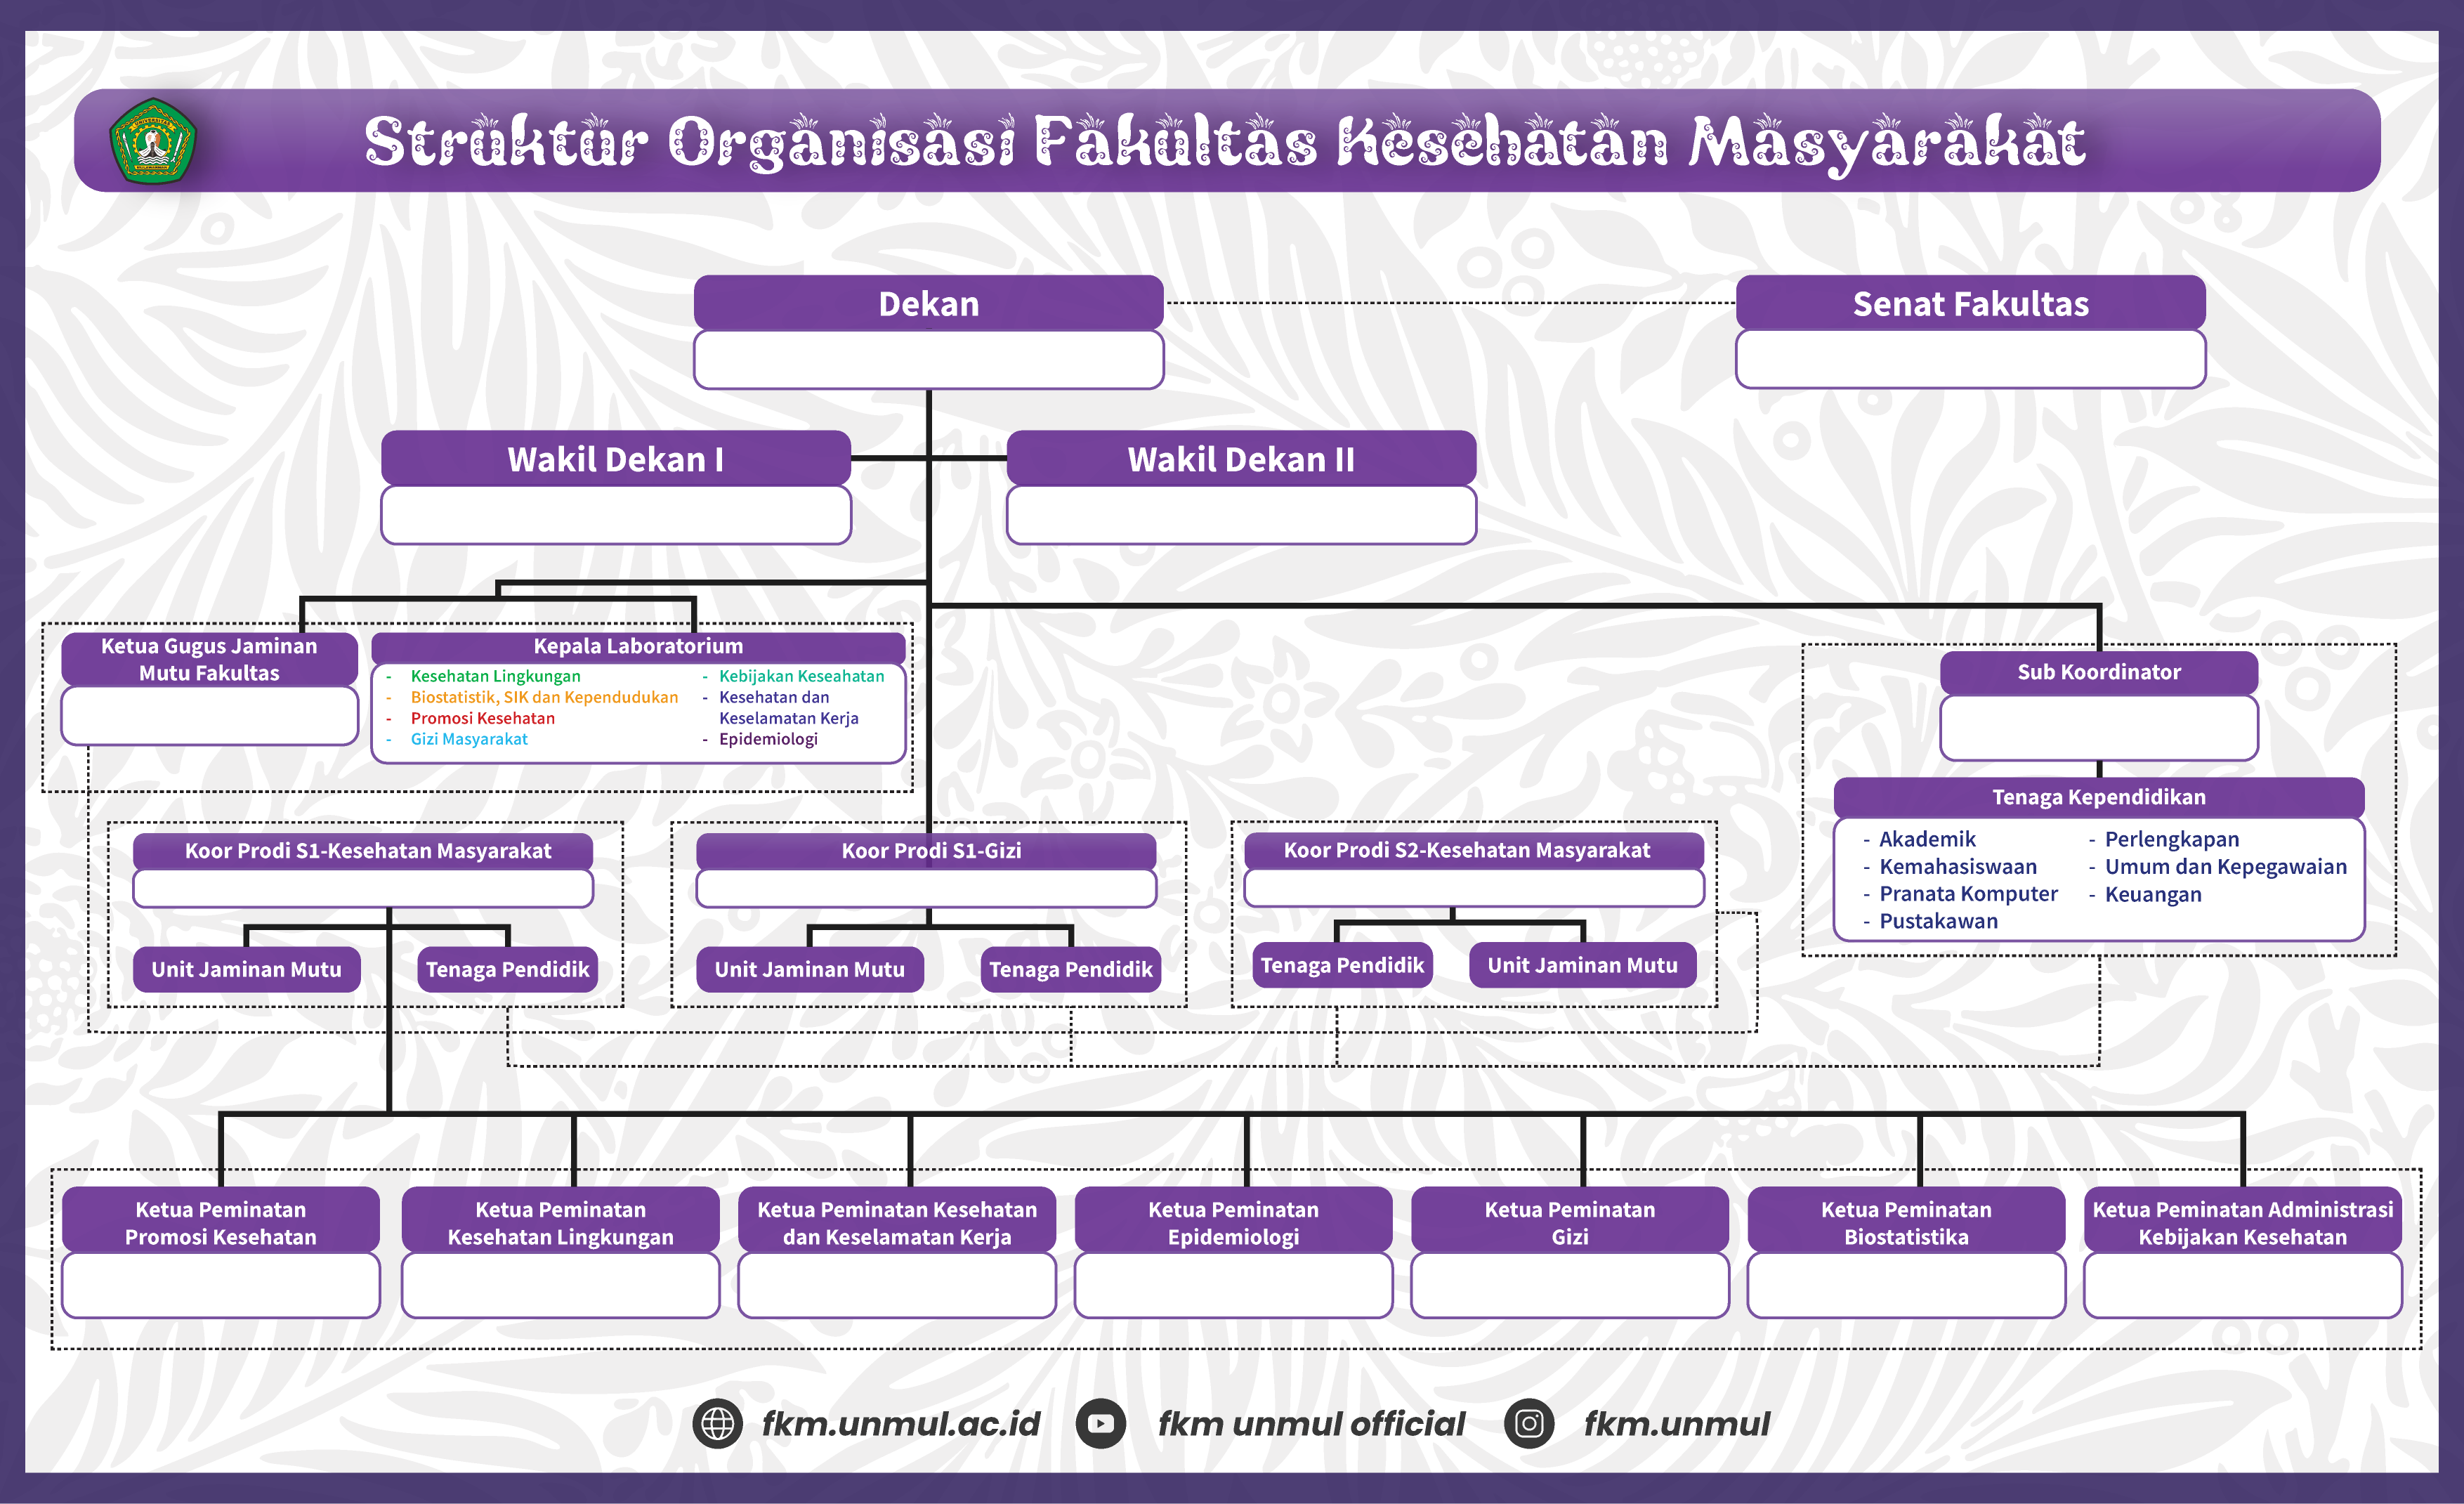 Struktur Organisasi Fakultas Kesehatan Masyarakat
Dekan
Senat Fakultas
Wakil Dekan I
Wakil Dekan II
Ketua Gugus Jaminan
Mutu Fakultas
Kepala Laboratorium
- Kesehatan Lingkungan
- Biostatistik, SIK dan Kependudukan
- Promosi Kesehatan
- Gizi Masyarakat
- Kebijakan Keseahatan
- Kesehatan dan
Keselamatan Kerja
- Epidemiologi
Sub Koordinator
Tenaga Kependidikan
- Akademik
- Kemahasiswaan
- Pranata Komputer
- Pustakawan
- Perlengkapan
- Umum dan Kepegawaian
- Keuangan
Koor Prodi S1-Kesehatan Masyarakat
Unit Jaminan Mutu
Tenaga Pendidik
Koor Prodi S1-Gizi
Unit Jaminan Mutu
Tenaga Pendidik
Koor Prodi S2-Kesehatan Masyarakat
Tenaga Pendidik
Unit Jaminan Mutu
Ketua Peminatan
Promosi Kesehatan
Ketua Peminatan
Kesehatan Lingkungan
Ketua Peminatan Kesehatan
dan Keselamatan Kerja
Ketua Peminatan
Epidemiologi
Ketua Peminatan
Gizi
Ketua Peminatan
Biostatistika
Ketua Peminatan Administrasi
Kebijakan Kesehatan
fkm.unmul.ac.id
fkm unmul official
fkm.unmul